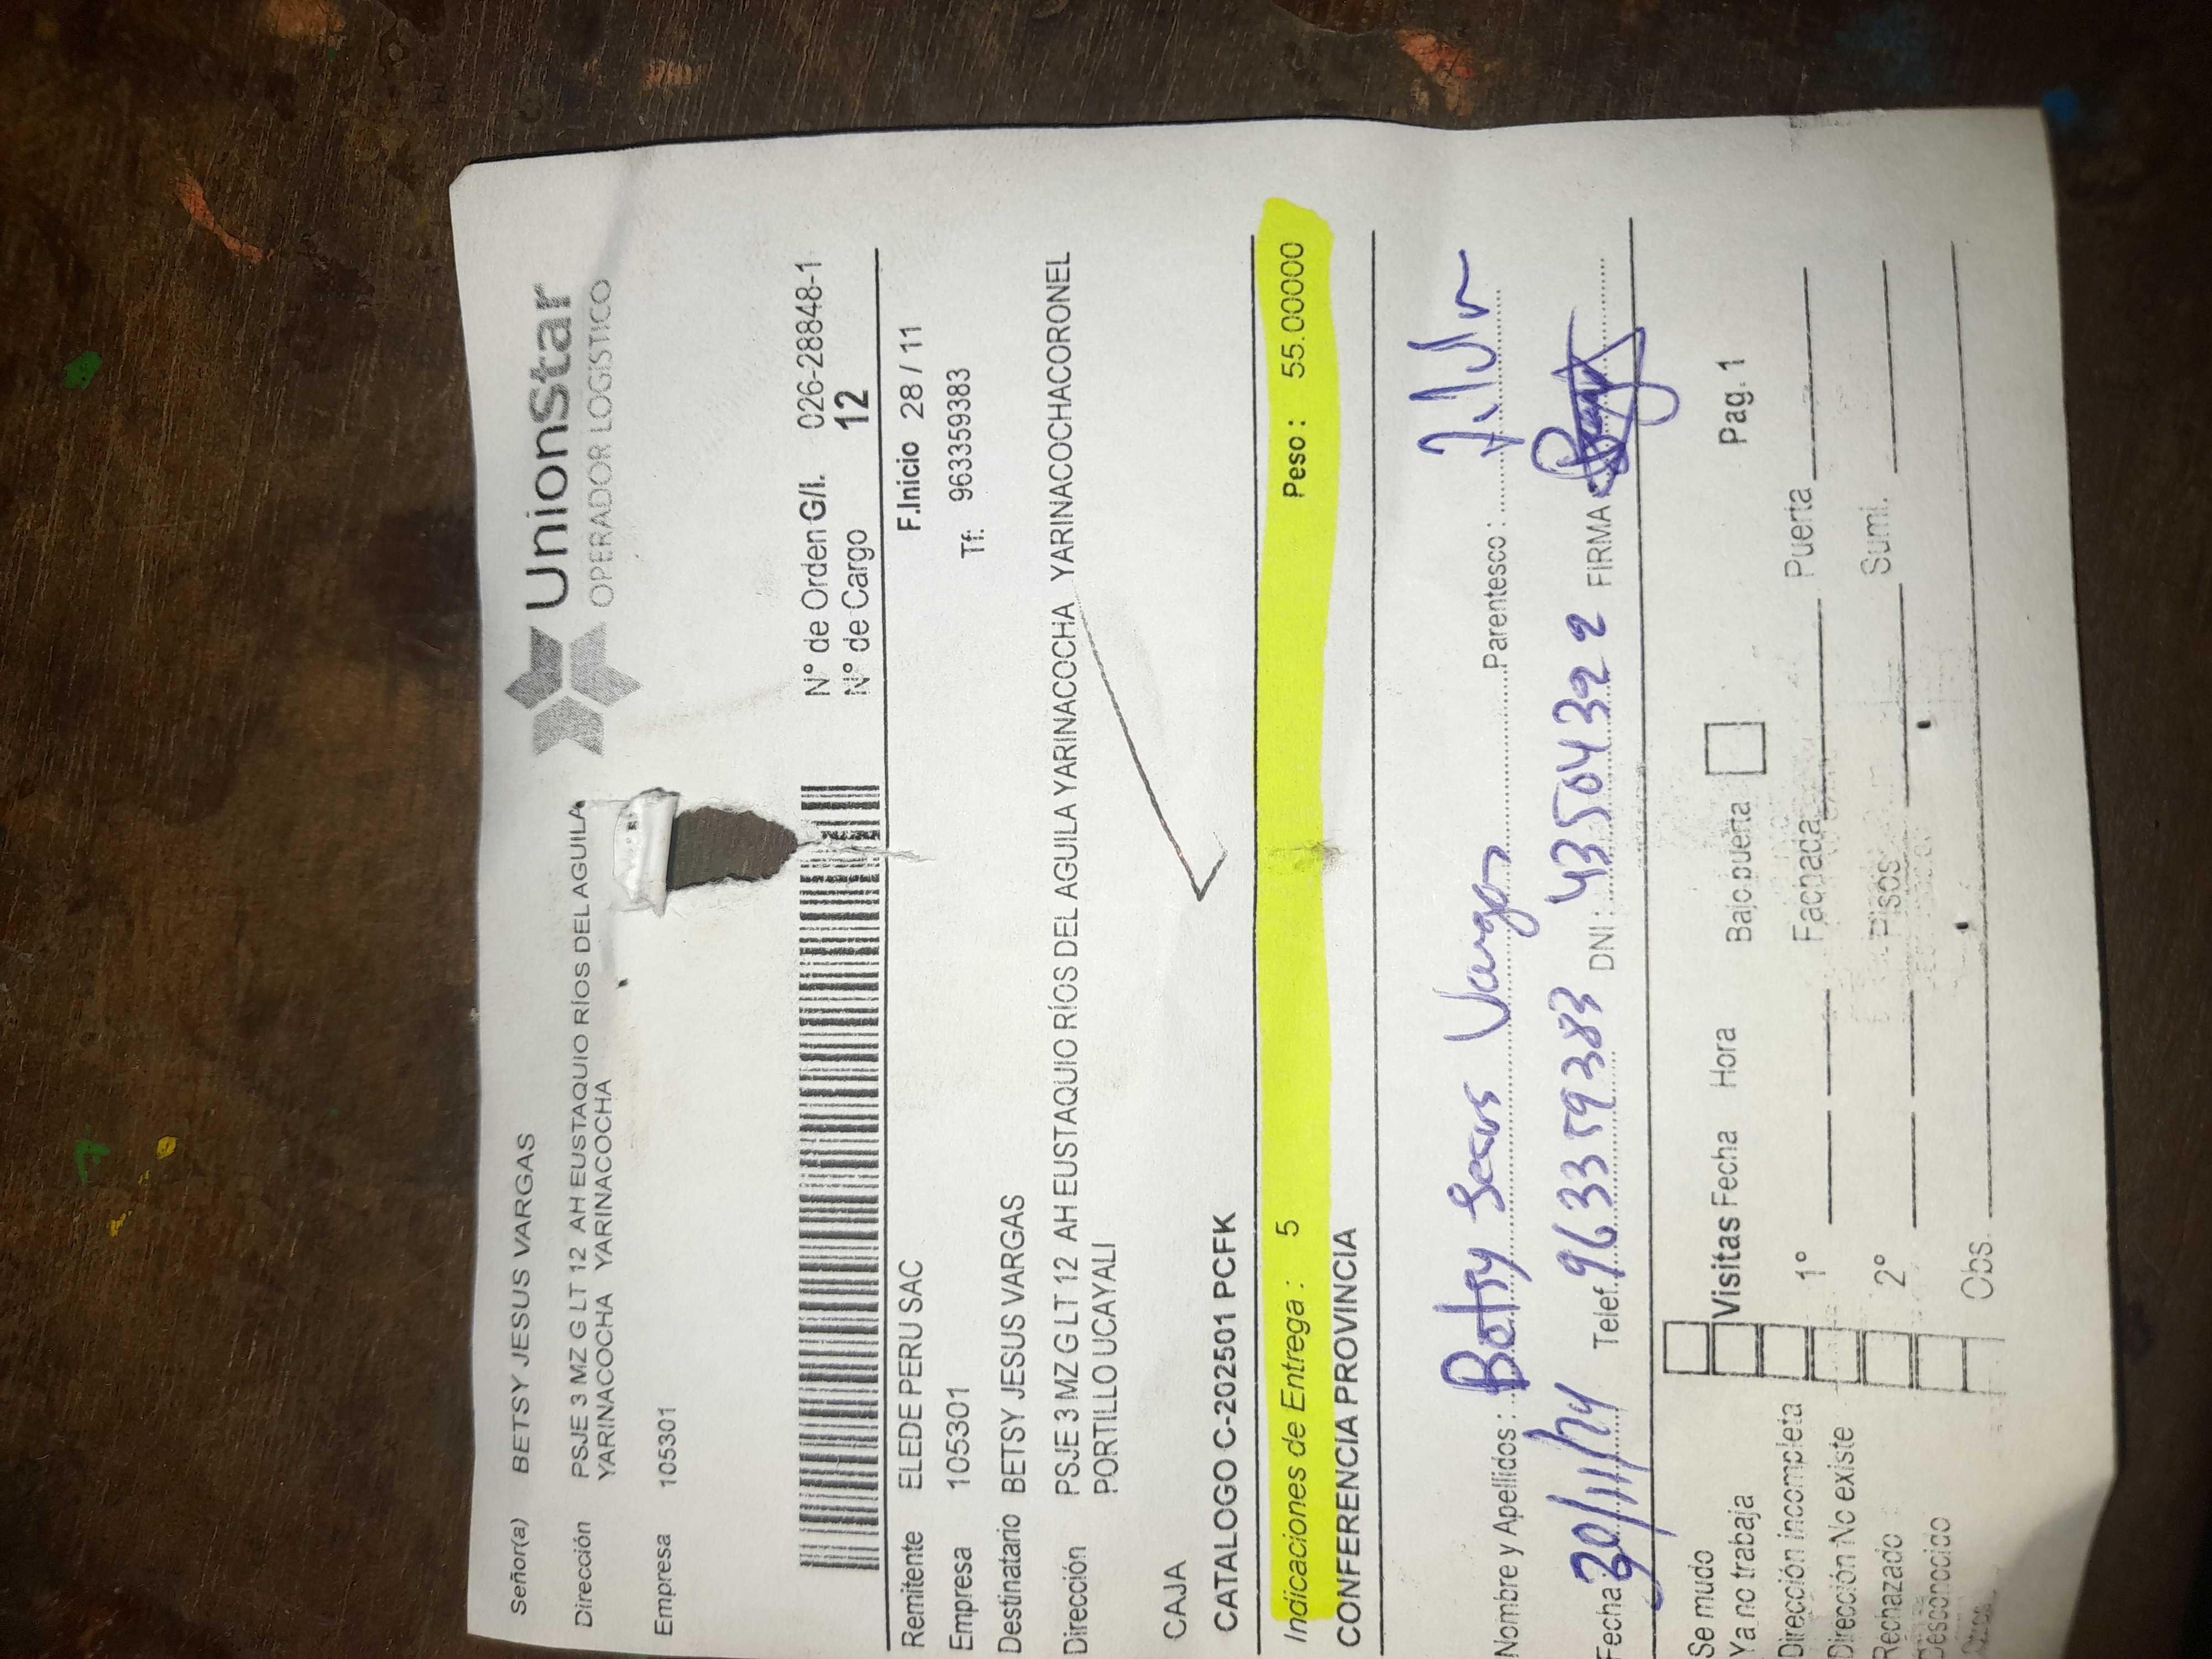 UnionStar
OPERADOR LOGISTICO
Señor(a) BETSY JESUS VARGAS
Dirección PSJE 3 MZ G LT 12 AH EUSTAQUIO RÍOS DEL AGUILA
YARINACOCHA YARINACOCHA
Empresa 105301
N° de Orden G/I. 026-28848-1
N° de Cargo 12
Remitente ELEDE PERU SAC F.Inicio 28 / 11
Empresa 105301 Tf: 963359383
Destinatario BETSY JESUS VARGAS
Dirección PSJE 3 MZ G LT 12 AH EUSTAQUIO RÍOS DEL AGUILA YARINACOCHA YARINACOCHACORONEL
PORTILLO UCAYALI
CAJA
CATALOGO C-202501 PCFK
Indicaciones de Entrega : 5 Peso : 55.00000
CONFERENCIA PROVINCIA
Nombre y Apellidos : Betsy Jesus Vargas Parentesco :
Fecha 30/11/24 Telef. 963359383 DNI : 43504322 FIRMA
Se mudo
Ya no trabaja Visitas Fecha Hora Bajo puerta Pag. 1
Dirección incompleta 1° Fachada Puerta
Dirección No existe
Rechazado 2° Pisos Sumi.
Desconocido
Otros Obs.